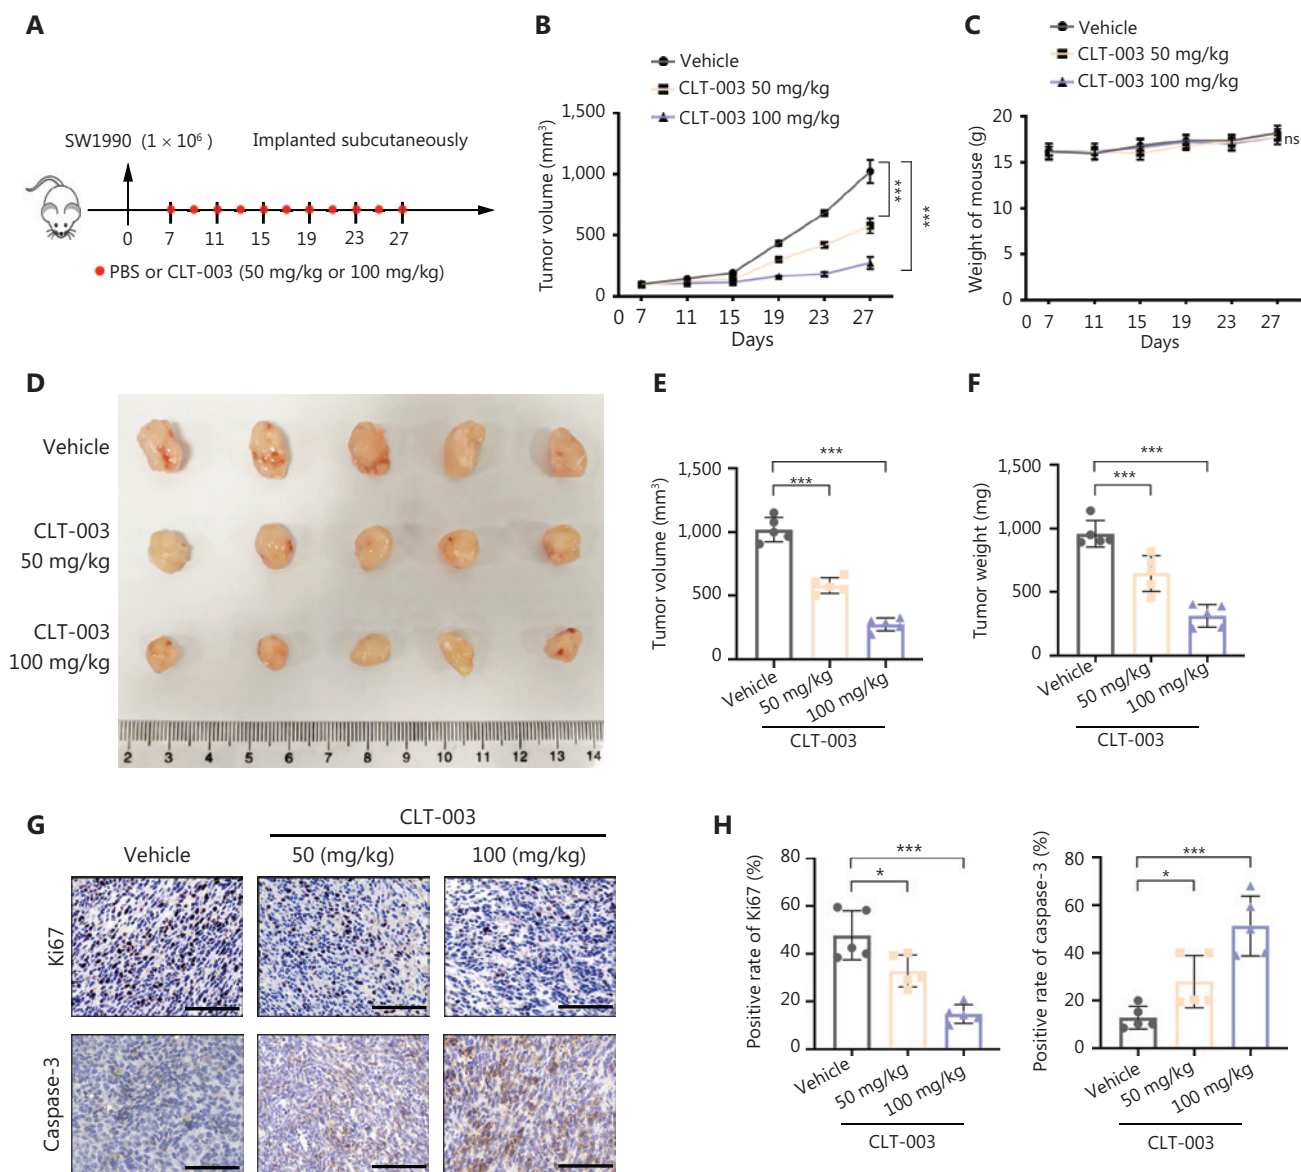 A
SW1990 (1 × 10⁶ )
Implanted subcutaneously
0 7 11 15 19 23 27
PBS or CLT-003 (50 mg/kg or 100 mg/kg)
B
Vehicle
CLT-003 50 mg/kg
CLT-003 100 mg/kg
Tumor volume (mm³)
1,500
1,000
500
0
***
***
0 7 11 15 19 23 27
Days
C
Vehicle
CLT-003 50 mg/kg
CLT-003 100 mg/kg
Weight of mouse (g)
20
15
10
5
0
ns
0 7 11 15 19 23 27
Days
D
Vehicle
CLT-003
50 mg/kg
CLT-003
100 mg/kg
2 3 4 5 6 7 8 9 10 11 12 13 14
E
Tumor volume (mm³)
1,500
1,000
500
0
***
***
Vehicle
50 mg/kg
100 mg/kg
CLT-003
F
Tumor weight (mg)
1,500
1,000
500
0
***
***
Vehicle
50 mg/kg
100 mg/kg
CLT-003
G
CLT-003
Vehicle
50 (mg/kg)
100 (mg/kg)
Ki67
Caspase-3
H
Positive rate of Ki67 (%)
80
60
40
20
0
***
*
Vehicle
50 mg/kg
100 mg/kg
CLT-003
Positive rate of caspase-3 (%)
80
60
40
20
0
***
*
Vehicle
50 mg/kg
100 mg/kg
CLT-003